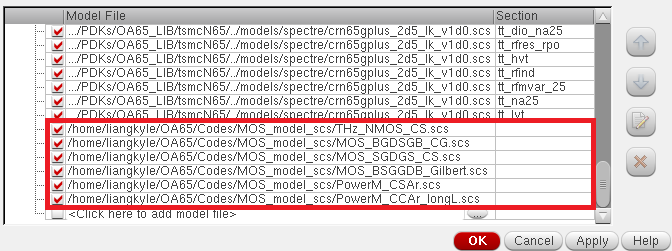 Model File Section
.../PDKs/OA65_LIB/tsmcN65/../models/spectre/crn65gplus_2d5_lk_v1d0.scs tt_dio_na25
.../PDKs/OA65_LIB/tsmcN65/../models/spectre/crn65gplus_2d5_lk_v1d0.scs tt_rfres_rpo
.../PDKs/OA65_LIB/tsmcN65/../models/spectre/crn65gplus_2d5_lk_v1d0.scs tt_hvt
.../PDKs/OA65_LIB/tsmcN65/../models/spectre/crn65gplus_2d5_lk_v1d0.scs tt_rfind
.../PDKs/OA65_LIB/tsmcN65/../models/spectre/crn65gplus_2d5_lk_v1d0.scs tt_rfmvar_25
.../PDKs/OA65_LIB/tsmcN65/../models/spectre/crn65gplus_2d5_lk_v1d0.scs tt_na25
.../PDKs/OA65_LIB/tsmcN65/../models/spectre/crn65gplus_2d5_lk_v1d0.scs tt_lvt
/home/liangkyle/OA65/Codes/MOS_model_scs/THz_NMOS_CS.scs
/home/liangkyle/OA65/Codes/MOS_model_scs/MOS_BGDSGB_CG.scs
/home/liangkyle/OA65/Codes/MOS_model_scs/MOS_SGDGS_CS.scs
/home/liangkyle/OA65/Codes/MOS_model_scs/MOS_BSGGDB_Gilbert.scs
/home/liangkyle/OA65/Codes/MOS_model_scs/PowerM_CSAr.scs
/home/liangkyle/OA65/Codes/MOS_model_scs/PowerM_CCAr_longL.scs
<Click here to add model file> ...
OK Cancel Apply Help